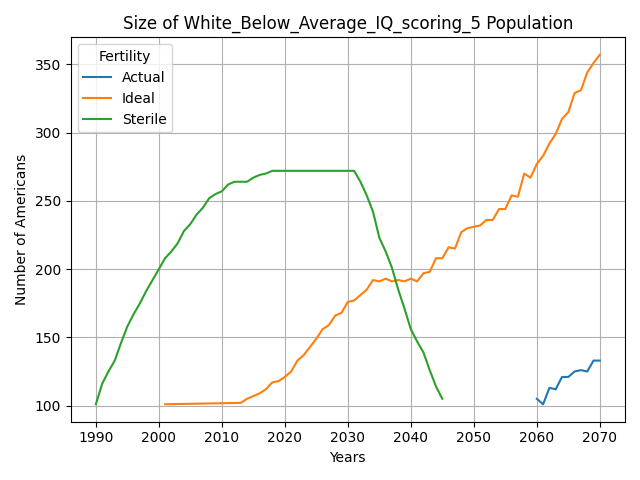 Size of White_Below_Average_IQ_scoring_5 Population
Fertility
Actual
Ideal
Sterile
Number of Americans
350
300
250
200
150
100
1990 2000 2010 2020 2030 2040 2050 2060 2070
Years